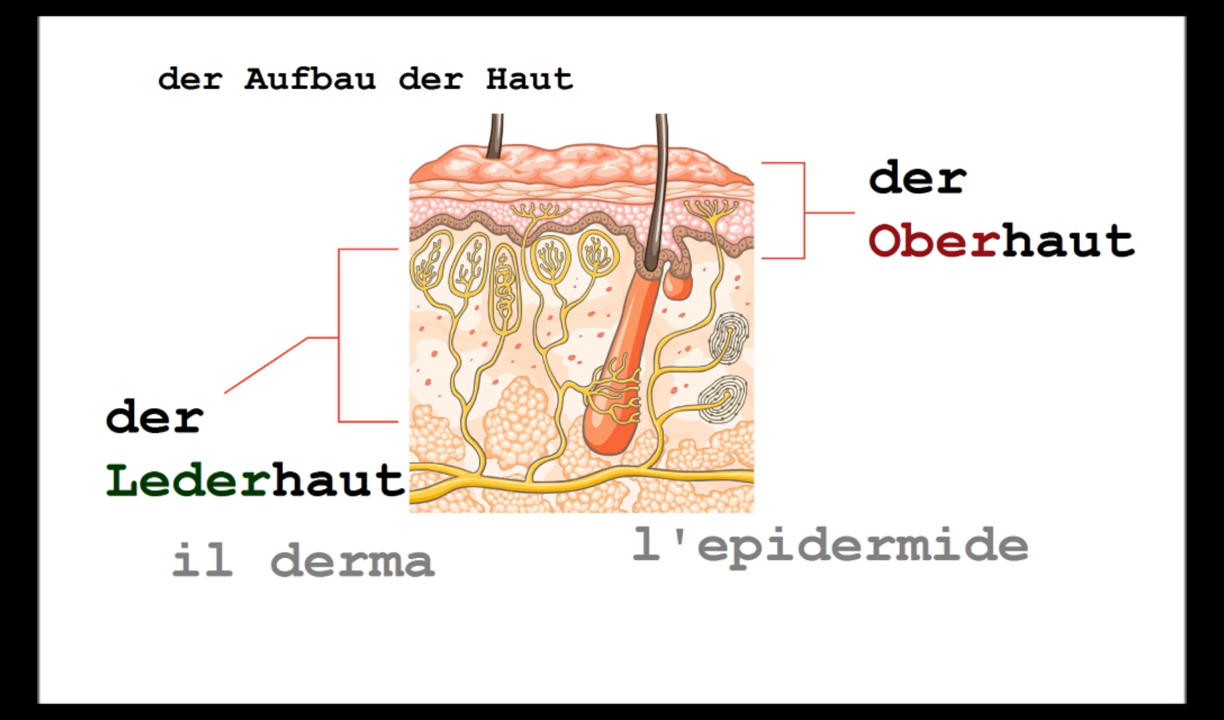 der Aufbau der Haut
der
Oberhaut
der
Lederhaut
il derma
l'epidermide